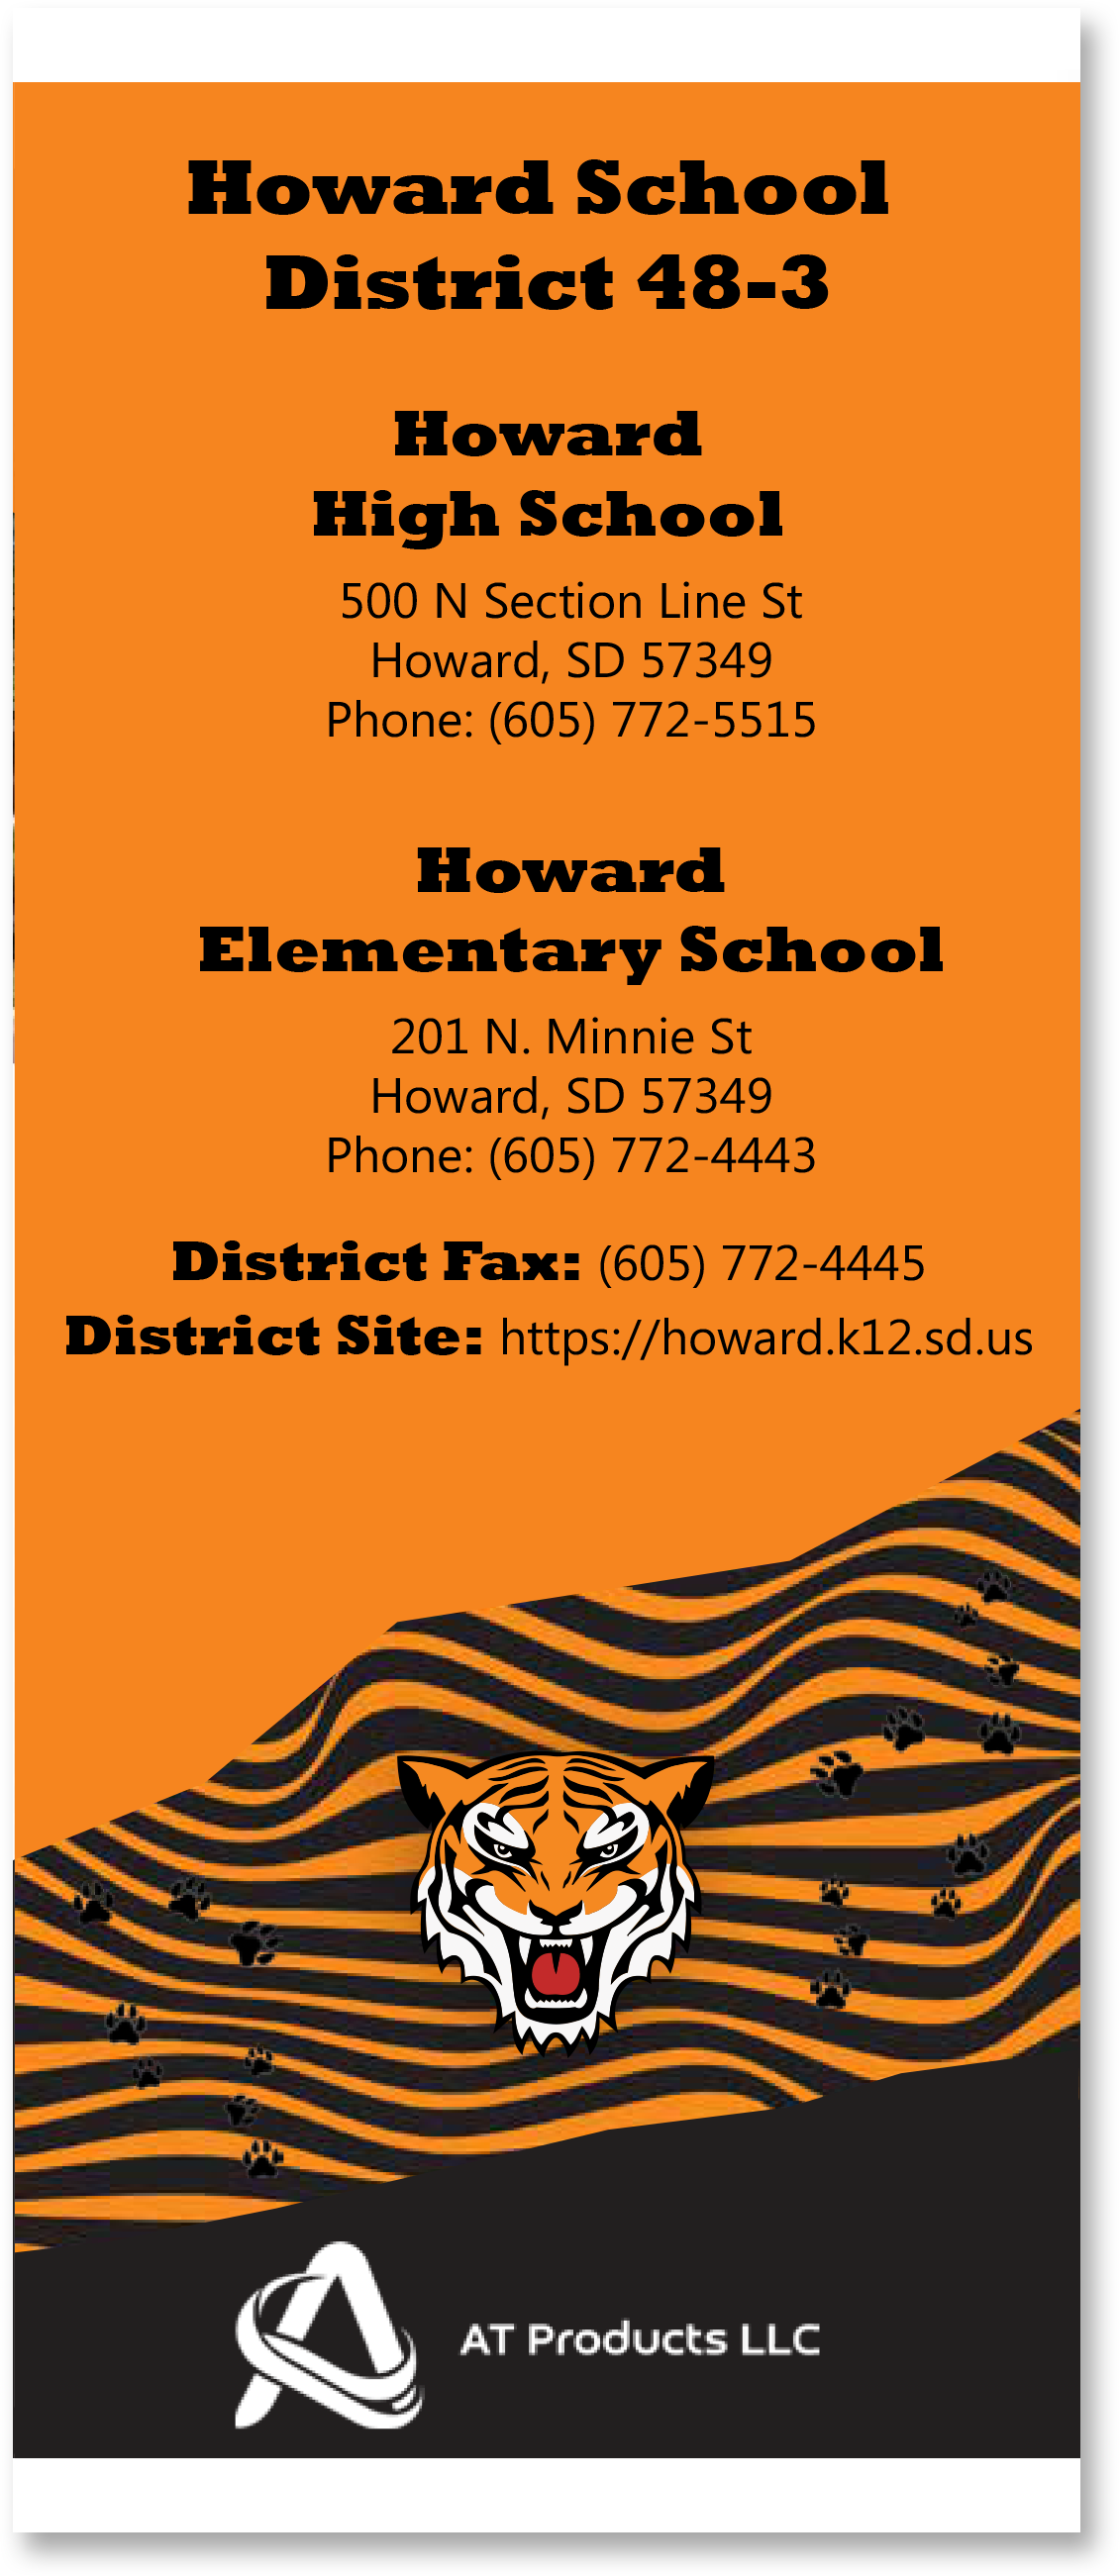 Howard School
District 48-3
Howard
High School
500 N Section Line St
Howard, SD 57349
Phone: (605) 772-5515
Howard
Elementary School
201 N. Minnie St
Howard, SD 57349
Phone: (605) 772-4443
District Fax: (605) 772-4445
District Site: https://howard.k12.sd.us
AT Products LLC